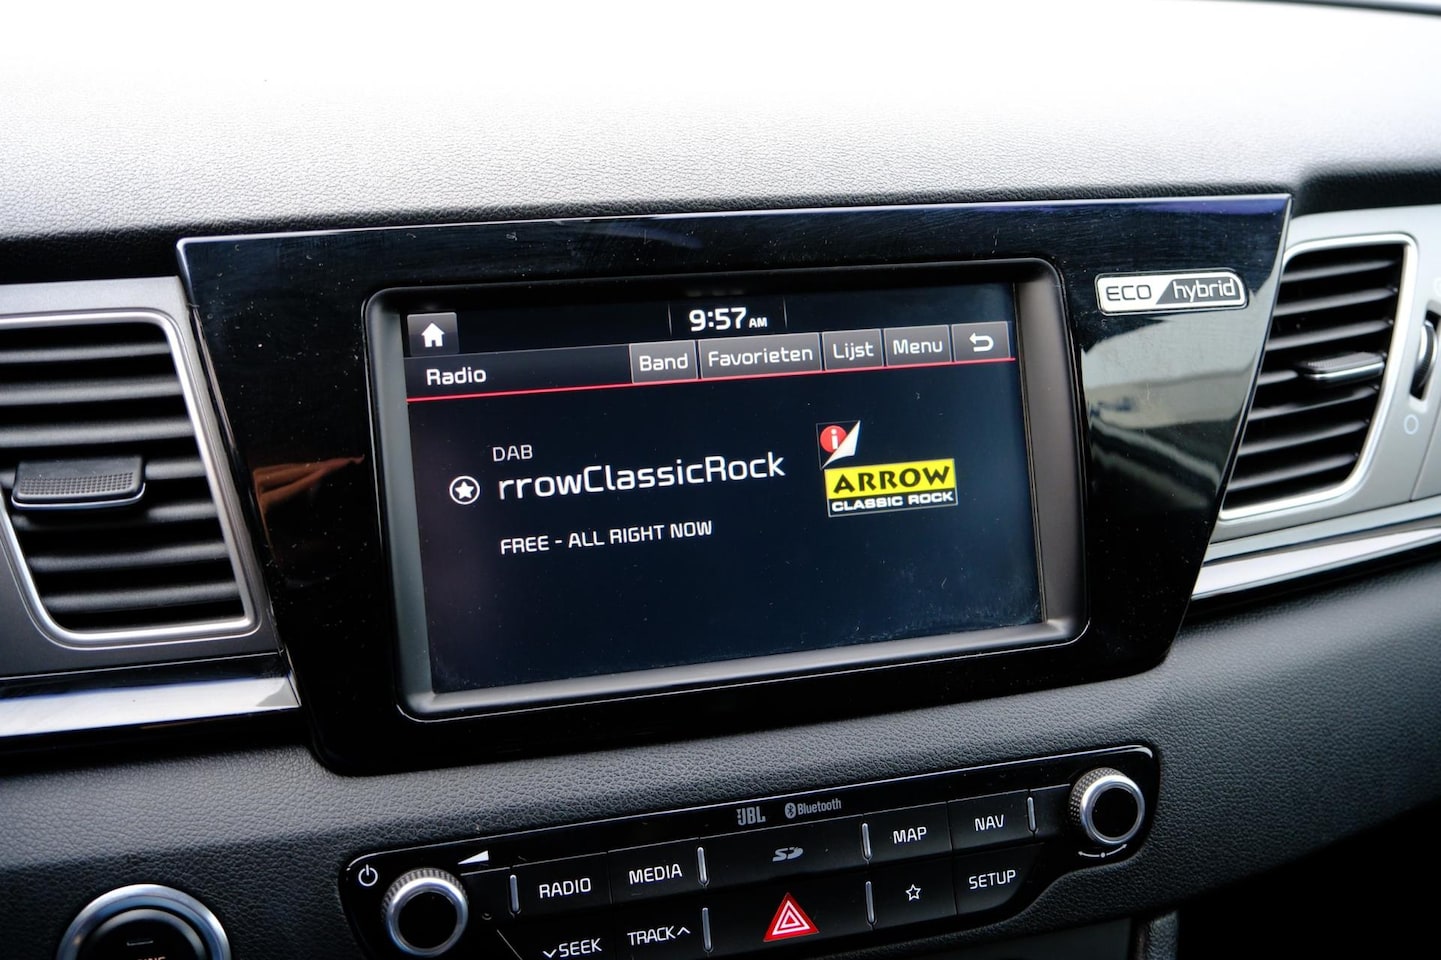 9:57 AM
Radio Band Favorieten Lijst Menu
DAB
rrowClassicRock
FREE - ALL RIGHT NOW
i
ARROW
CLASSIC ROCK
ECO hybrid
JBL Bluetooth
RADIO MEDIA SD MAP NAV
SEEK TRACK SETUP